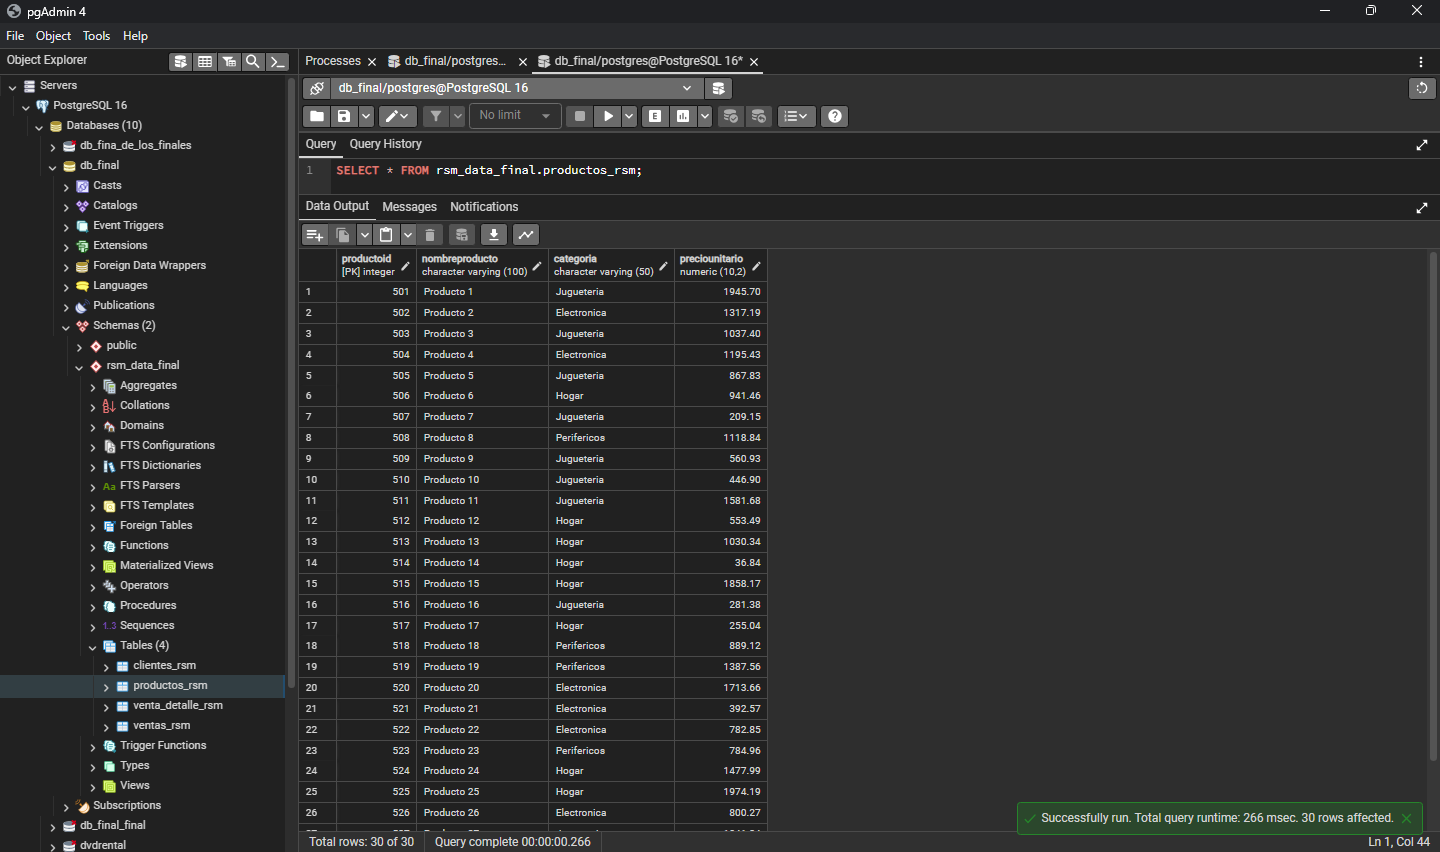 pgAdmin 4
File Object Tools Help
Object Explorer
Processes db_final/postgres... db_final/postgres@PostgreSQL 16*
db_final/postgres@PostgreSQL 16
No limit
E
Query Query History
1 SELECT * FROM rsm_data_final.productos_rsm;
Data Output Messages Notifications
Servers
PostgreSQL 16
Databases (10)
db_fina_de_los_finales
db_final
Casts
Catalogs
Event Triggers
Extensions
Foreign Data Wrappers
Languages
Publications
Schemas (2)
public
rsm_data_final
Aggregates
Collations
Domains
FTS Configurations
FTS Dictionaries
Aa FTS Parsers
FTS Templates
Foreign Tables
Functions
Materialized Views
Operators
Procedures
1..3 Sequences
Tables (4)
clientes_rsm
productos_rsm
venta_detalle_rsm
ventas_rsm
Trigger Functions
Types
Views
Subscriptions
db_final_final
dvdrental
productoid nombreproducto categoria preciounitario
[PK] integer character varying (100) character varying (50) numeric (10,2)
1 501 Producto 1 Jugueteria 1945.70
2 502 Producto 2 Electronica 1317.19
3 503 Producto 3 Jugueteria 1037.40
4 504 Producto 4 Electronica 1195.43
5 505 Producto 5 Jugueteria 867.83
6 506 Producto 6 Hogar 941.46
7 507 Producto 7 Jugueteria 209.15
8 508 Producto 8 Perifericos 1118.84
9 509 Producto 9 Jugueteria 560.93
10 510 Producto 10 Jugueteria 446.90
11 511 Producto 11 Jugueteria 1581.68
12 512 Producto 12 Hogar 553.49
13 513 Producto 13 Hogar 1030.34
14 514 Producto 14 Hogar 36.84
15 515 Producto 15 Hogar 1858.17
16 516 Producto 16 Jugueteria 281.38
17 517 Producto 17 Hogar 255.04
18 518 Producto 18 Perifericos 889.12
19 519 Producto 19 Perifericos 1387.56
20 520 Producto 20 Electronica 1713.66
21 521 Producto 21 Electronica 392.57
22 522 Producto 22 Electronica 782.85
23 523 Producto 23 Perifericos 784.96
24 524 Producto 24 Hogar 1477.99
25 525 Producto 25 Hogar 1974.19
26 526 Producto 26 Electronica 800.27
Successfully run. Total query runtime: 266 msec. 30 rows affected.
Total rows: 30 of 30 Query complete 00:00:00.266 Ln 1, Col 44